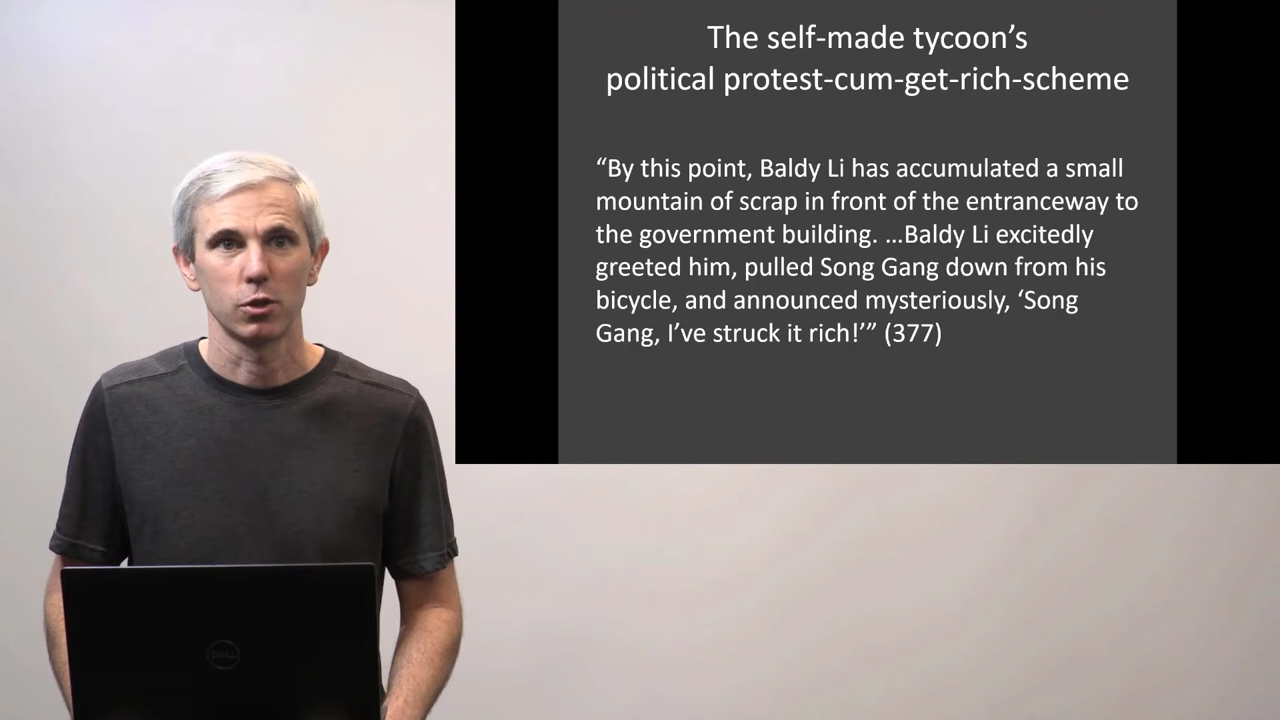 The self-made tycoon’s
political protest-cum-get-rich-scheme
“By this point, Baldy Li has accumulated a small
mountain of scrap in front of the entranceway to
the government building. …Baldy Li excitedly
greeted him, pulled Song Gang down from his
bicycle, and announced mysteriously, ‘Song
Gang, I’ve struck it rich!’” (377)
DELL